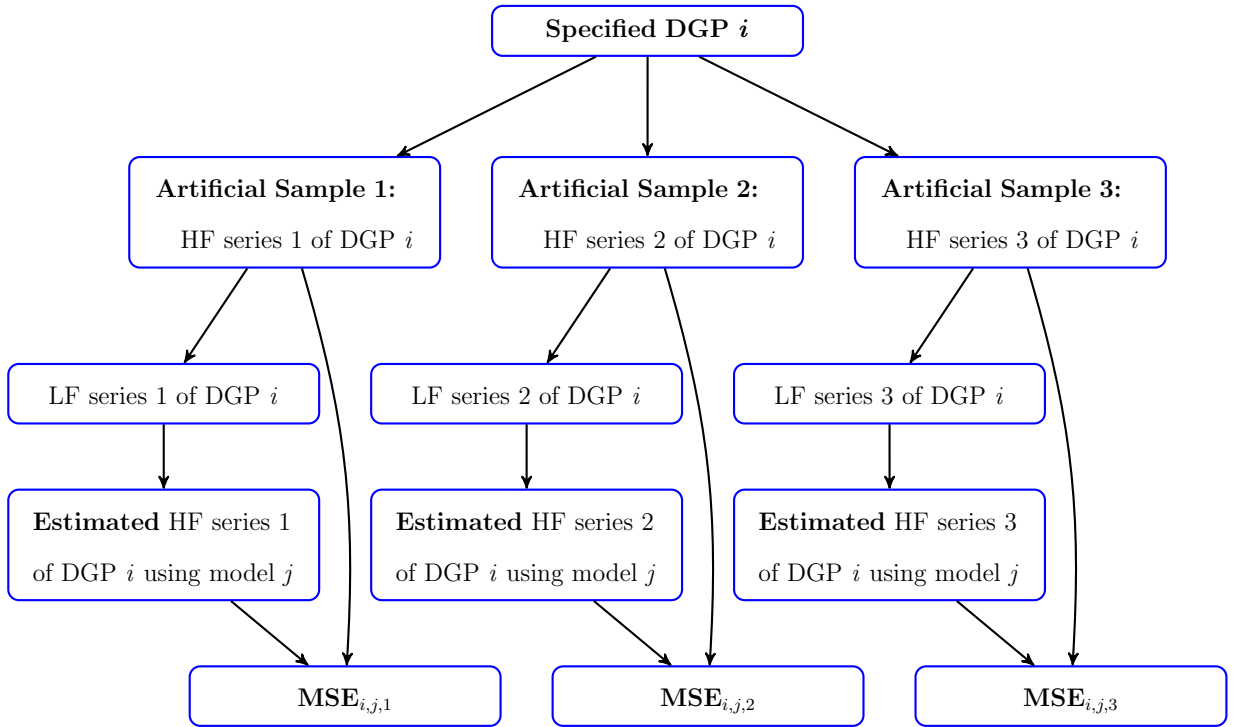 Specified DGP i
Artificial Sample 1:
HF series 1 of DGP i
Artificial Sample 2:
HF series 2 of DGP i
Artificial Sample 3:
HF series 3 of DGP i
LF series 1 of DGP i
LF series 2 of DGP i
LF series 3 of DGP i
Estimated HF series 1
of DGP i using model j
Estimated HF series 2
of DGP i using model j
Estimated HF series 3
of DGP i using model j
MSE_{i,j,1}
MSE_{i,j,2}
MSE_{i,j,3}